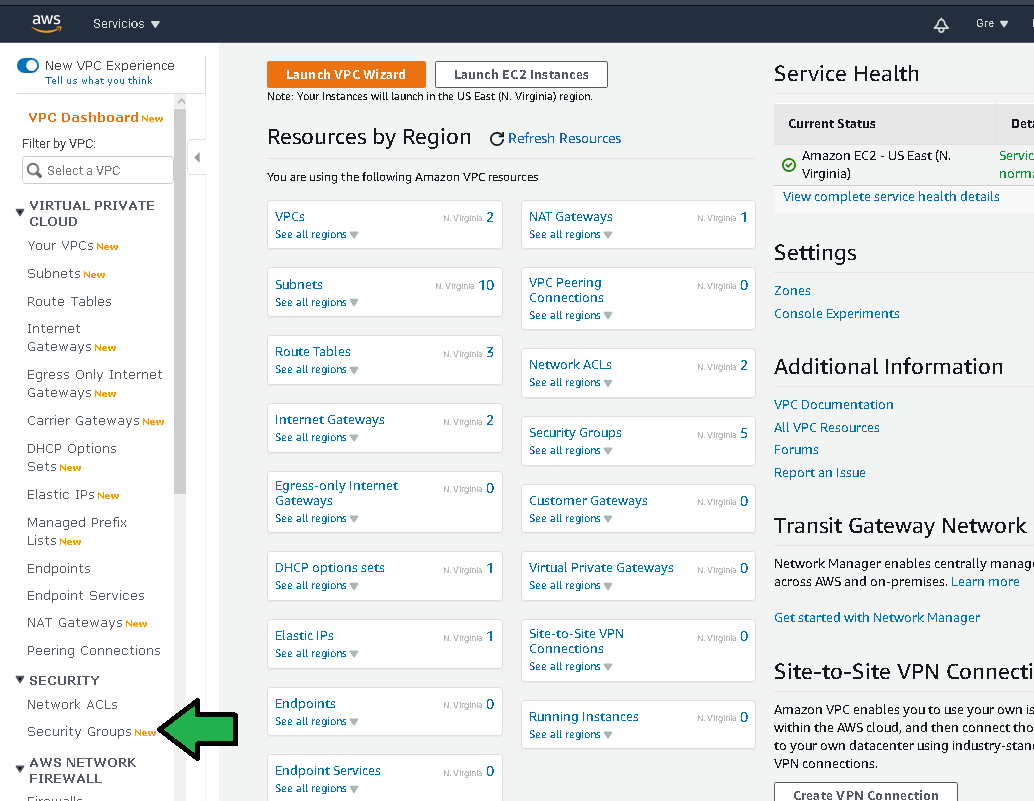 aws
Servicios
Gre
New VPC Experience
Tell us what you think
VPC Dashboard New
Filter by VPC:
Select a VPC
VIRTUAL PRIVATE
CLOUD
Your VPCs New
Subnets New
Route Tables
Internet
Gateways New
Egress Only Internet
Gateways New
Carrier Gateways New
DHCP Options
Sets New
Elastic IPs New
Managed Prefix
Lists New
Endpoints
Endpoint Services
NAT Gateways New
Peering Connections
SECURITY
Network ACLs
Security Groups New
AWS NETWORK
FIREWALL
Firewalls
Launch VPC Wizard
Launch EC2 Instances
Note: Your Instances will launch in the US East (N. Virginia) region.
Resources by Region
Refresh Resources
You are using the following Amazon VPC resources
VPCs N. Virginia 2
See all regions
Subnets N. Virginia 10
See all regions
Route Tables N. Virginia 3
See all regions
Internet Gateways N. Virginia 2
See all regions
Egress-only Internet N. Virginia 0
Gateways
See all regions
DHCP options sets N. Virginia 1
See all regions
Elastic IPs N. Virginia 1
See all regions
Endpoints N. Virginia 0
See all regions
Endpoint Services N. Virginia 0
See all regions
NAT Gateways N. Virginia 1
See all regions
VPC Peering N. Virginia 0
Connections
See all regions
Network ACLs N. Virginia 2
See all regions
Security Groups N. Virginia 5
See all regions
Customer Gateways N. Virginia 0
See all regions
Virtual Private Gateways N. Virginia 0
See all regions
Site-to-Site VPN N. Virginia 0
Connections
See all regions
Running Instances N. Virginia 0
See all regions
Service Health
Current Status Deta
Amazon EC2 - US East (N. Servic
Virginia) norma
View complete service health details
Settings
Zones
Console Experiments
Additional Information
VPC Documentation
All VPC Resources
Forums
Report an Issue
Transit Gateway Network
Network Manager enables centrally manage
across AWS and on-premises. Learn more
Get started with Network Manager
Site-to-Site VPN Connecti
Amazon VPC enables you to use your own is
within the AWS cloud, and then connect tho
to your own datacenter using industry-stan
VPN connections.
Create VPN Connection